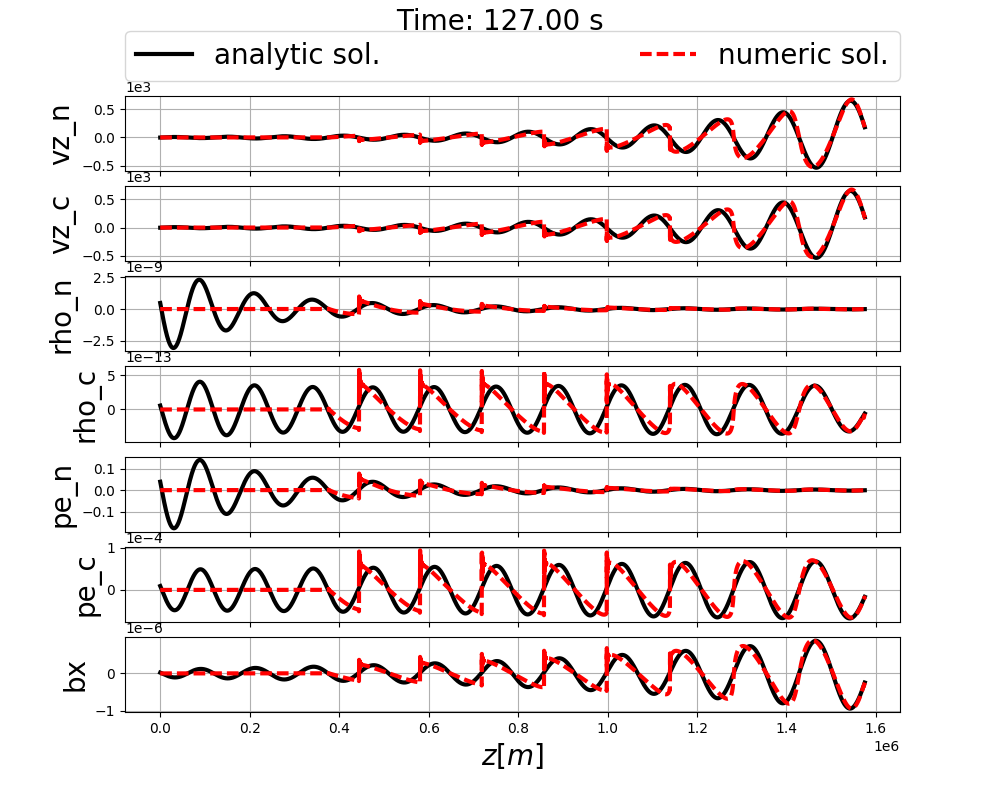 Time: 127.00 s
analytic sol. numeric sol.
1e3
vz_n
0.5
0.0
−0.5
1e3
vz_c
0.5
0.0
−0.5
1e−9
rho_n
2.5
0.0
−2.5
1e−13
rho_c
5
0
pe_n
0.1
0.0
−0.1
1e−4
pe_c
1
0
1e−6
bx
0
−1
0.0 0.2 0.4 0.6 0.8 1.0 1.2 1.4 1.6
1e6
z[m]